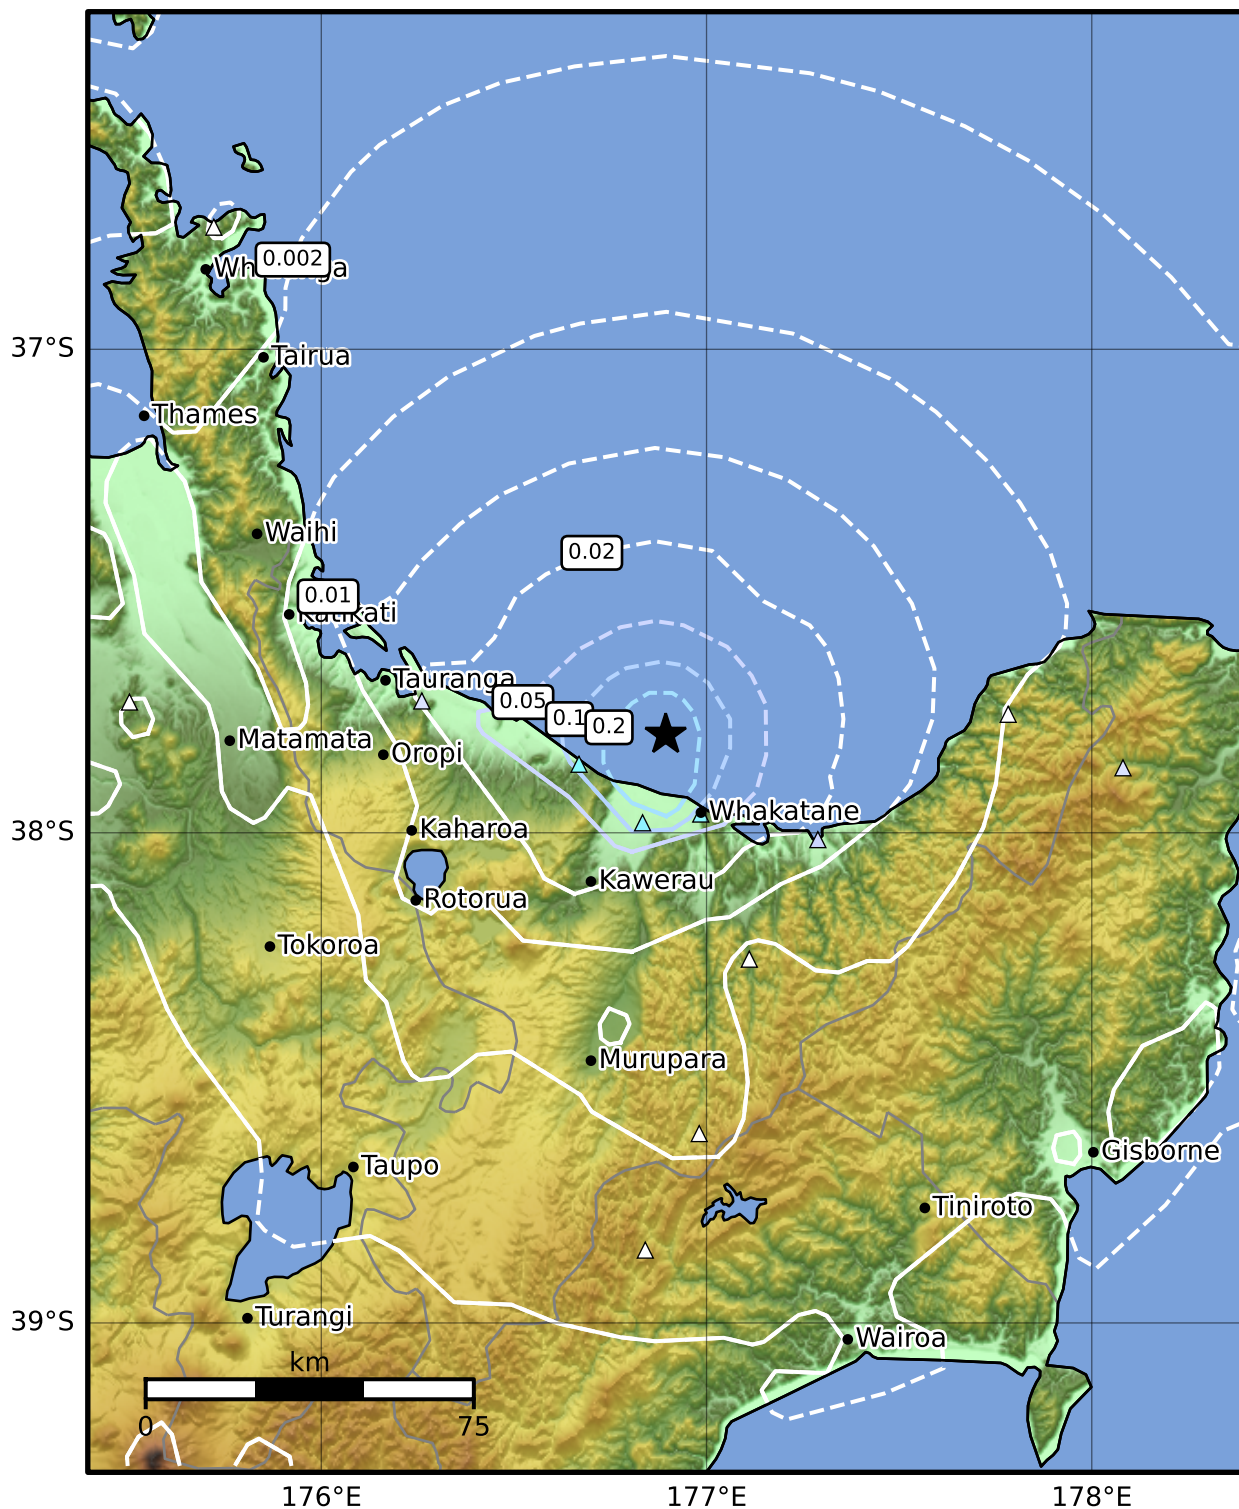 0.002
37°S
Tairua
Thames
Waihi
0.02
0.01
Katikati
Tauranga
0.05
0.1
0.2
Matamata
Oropi
Whakatane
Kaharoa
38°S
Kawerau
Rotorua
Tokoroa
Murupara
Gisborne
Taupo
Tiniroto
39°S
Turangi
Wairoa
km
0
75
176°E
177°E
178°E